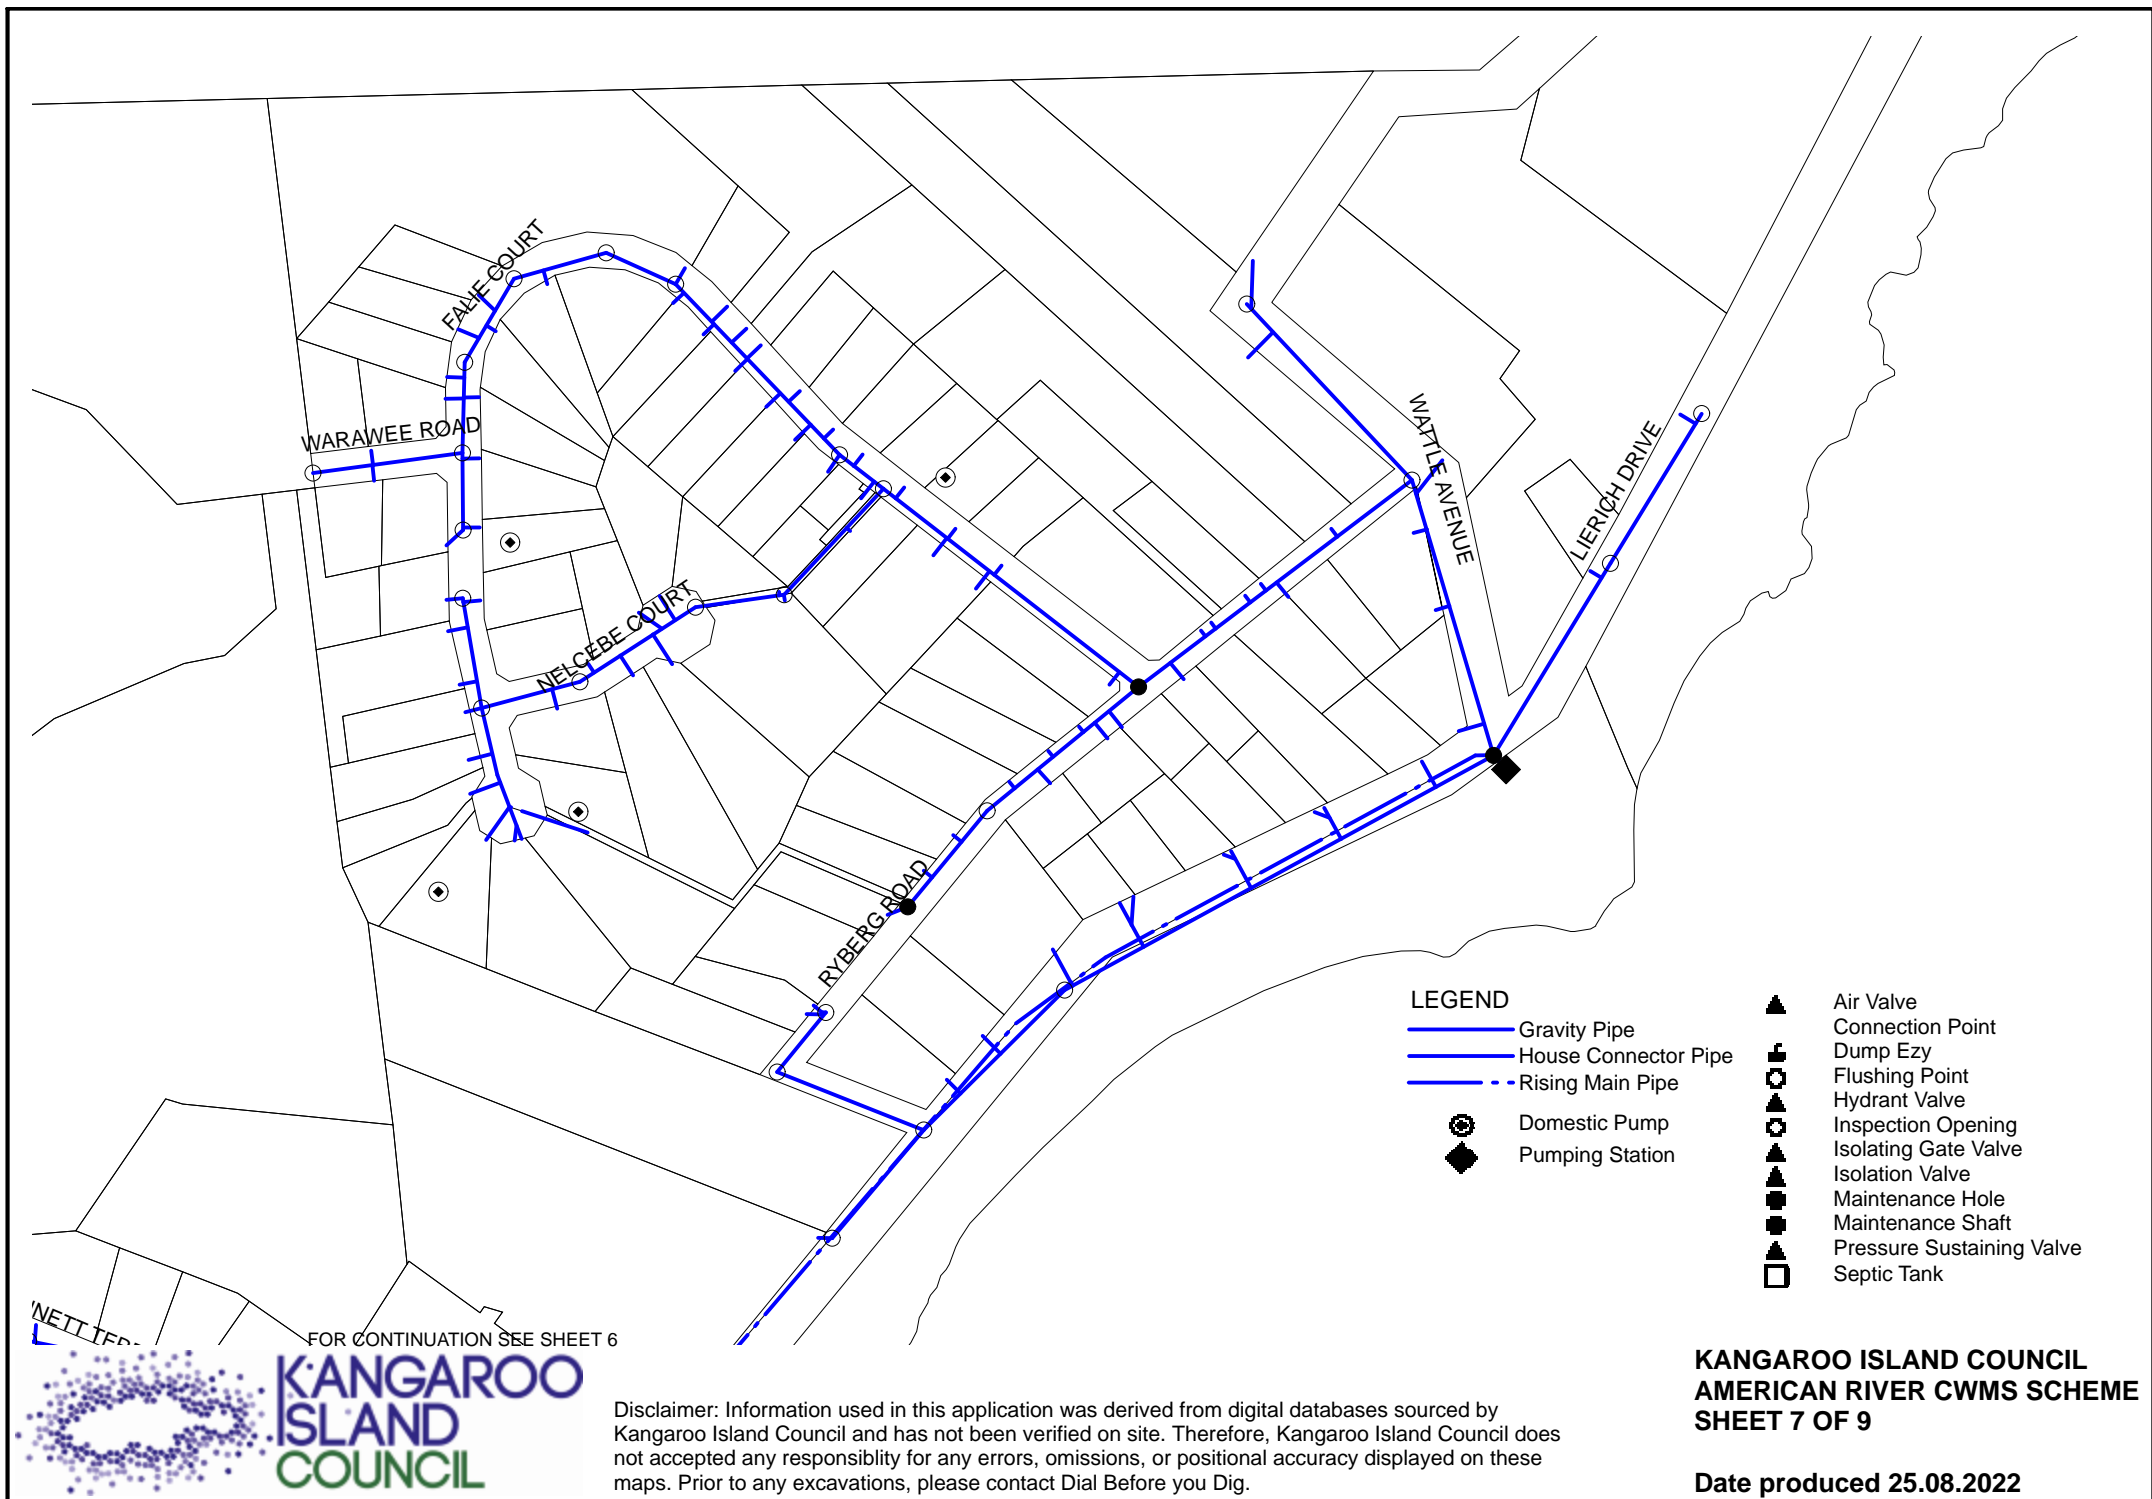 FALIE COURT
WARAWEE ROAD
NELCEBE COURT
RYBERG ROAD
WATTLE AVENUE
LIERICH DRIVE
LEGEND
Gravity Pipe
House Connector Pipe
Rising Main Pipe
Domestic Pump
Pumping Station
Air Valve
Connection Point
Dump Ezy
Flushing Point
Hydrant Valve
Inspection Opening
Isolating Gate Valve
Isolation Valve
Maintenance Hole
Maintenance Shaft
Pressure Sustaining Valve
Septic Tank
FOR CONTINUATION SEE SHEET 6
KANGAROO
ISLAND
COUNCIL
Disclaimer: Information used in this application was derived from digital databases sourced by
Kangaroo Island Council and has not been verified on site. Therefore, Kangaroo Island Council does
not accepted any responsiblity for any errors, omissions, or positional accuracy displayed on these
maps. Prior to any excavations, please contact Dial Before you Dig.
KANGAROO ISLAND COUNCIL
AMERICAN RIVER CWMS SCHEME
SHEET 7 OF 9
Date produced 25.08.2022